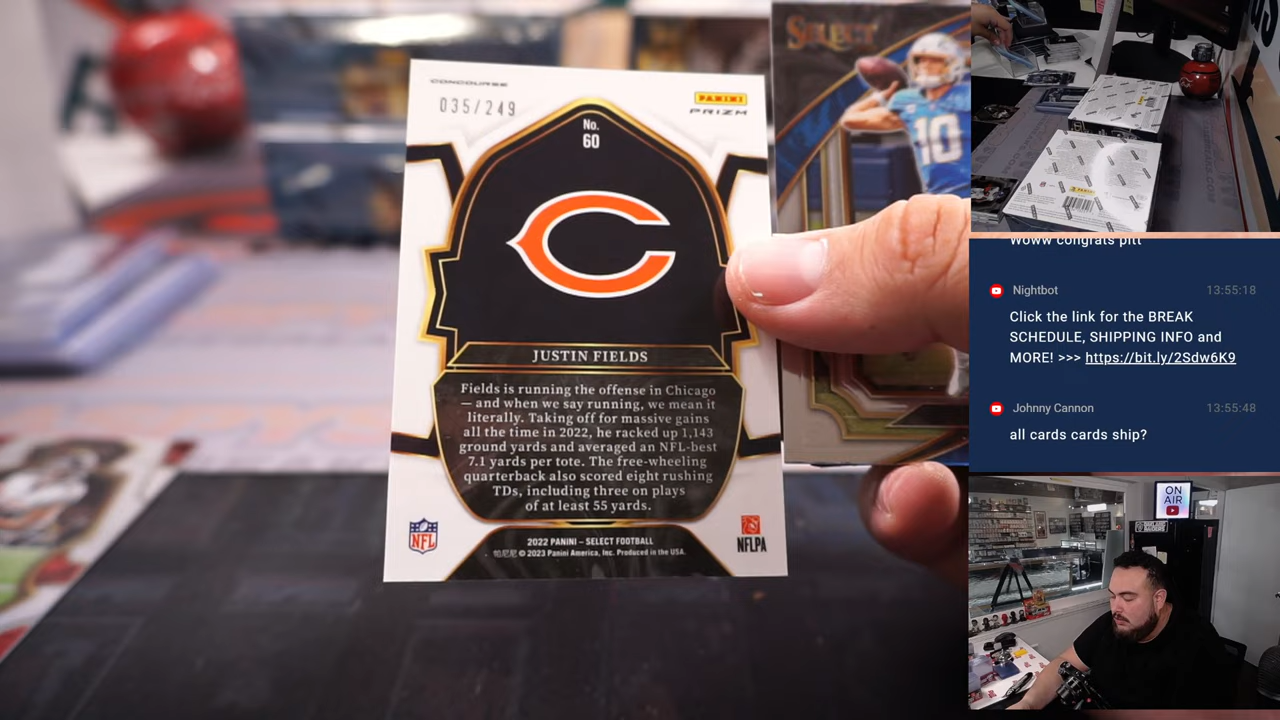 CONCOURSE
035/249
PANINI
PRIZM
No.
60
JUSTIN FIELDS
Fields is running the offense in Chicago
— and when we say running, we mean it
literally. Taking off for massive gains
all the time in 2022, he racked up 1,143
ground yards and averaged an NFL-best
7.1 yards per tote. The free-wheeling
quarterback also scored eight rushing
TDs, including three on plays
of at least 55 yards.
NFL
NFLPA
2022 PANINI – SELECT FOOTBALL
帕尼尼 © 2023 Panini America, Inc. Produced in the USA.
SELECT
10
Woww congrats pitt
Nightbot 13:55:18
Click the link for the BREAK
SCHEDULE, SHIPPING INFO and
MORE! >>> https://bit.ly/2Sdw6K9
Johnny Cannon 13:55:48
all cards cards ship?
ON
AIR